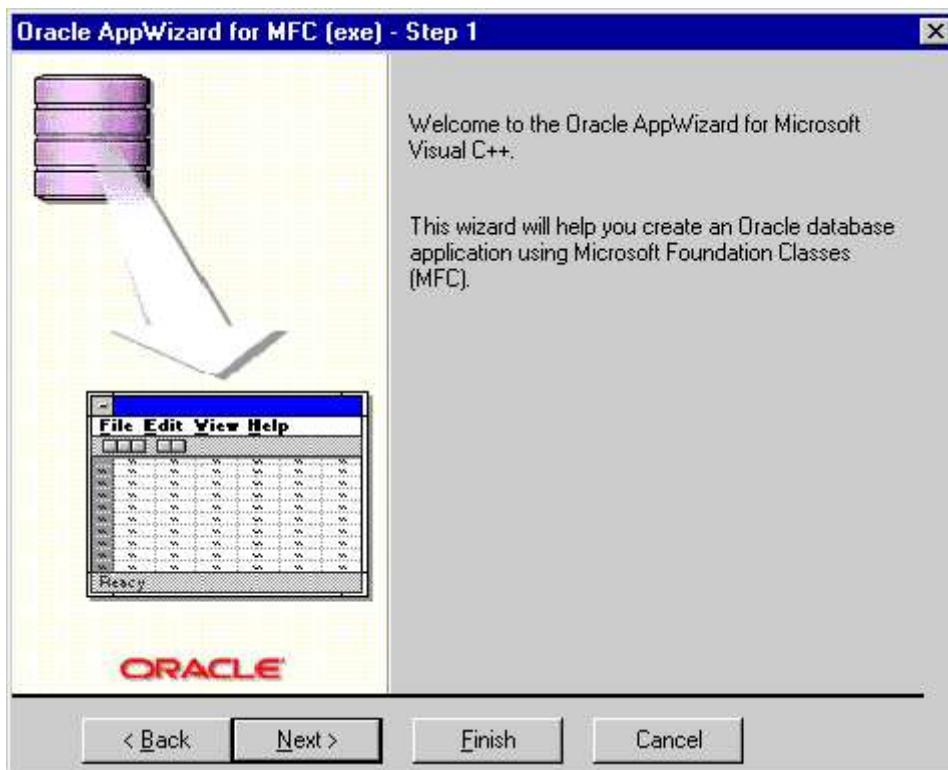 Oracle AppWizard for MFC (exe) - Step 1
Welcome to the Oracle AppWizard for Microsoft
Visual C++.
This wizard will help you create an Oracle database
application using Microsoft Foundation Classes
(MFC).
File Edit View Help
Ready
ORACLE
< Back
Next >
Finish
Cancel